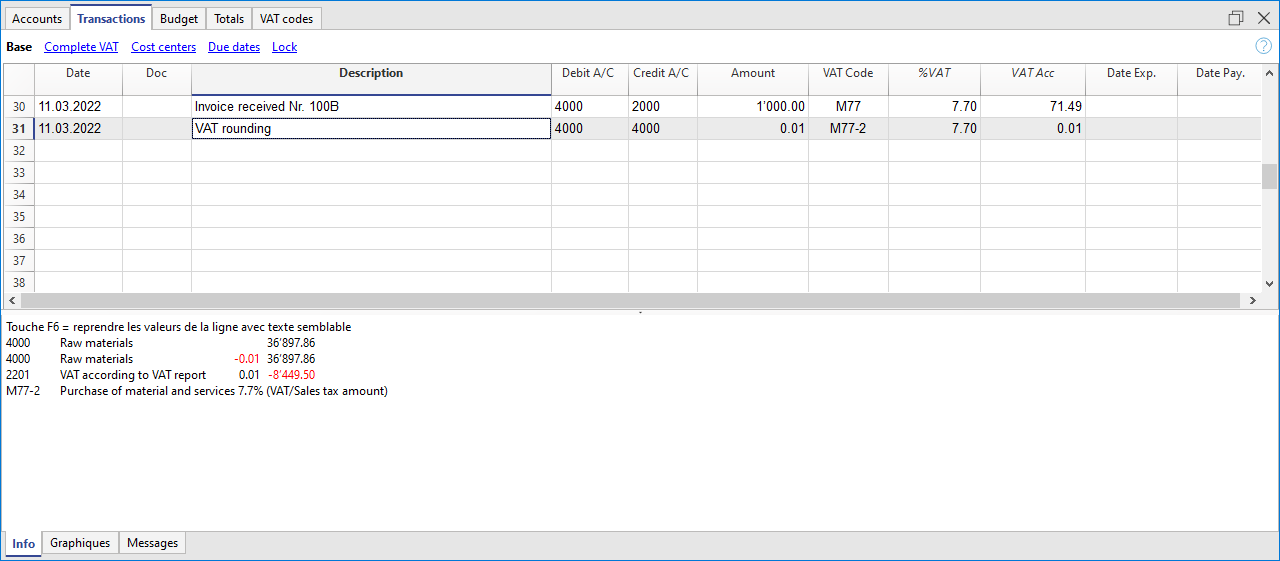 Accounts Transactions Budget Totals VAT codes
Base Complete VAT Cost centers Due dates Lock ?
Date Doc Description Debit A/C Credit A/C Amount VAT Code %VAT VAT Acc Date Exp. Date Pay.
30 11.03.2022 Invoice received Nr. 100B 4000 2000 1'000.00 M77 7.70 71.49
31 11.03.2022 VAT rounding 4000 4000 0.01 M77-2 7.70 0.01
32
33
34
35
36
37
38
Touche F6 = reprendre les valeurs de la ligne avec texte semblable
4000 Raw materials 36'897.86
4000 Raw materials -0.01 36'897.86
2201 VAT according to VAT report 0.01 -8'449.50
M77-2 Purchase of material and services 7.7% (VAT/Sales tax amount)
Info Graphiques Messages